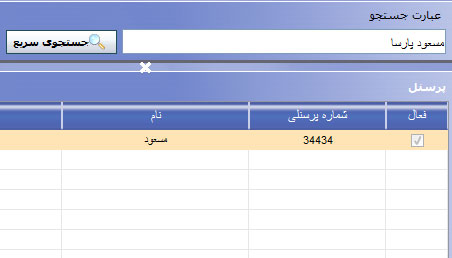 عبارت جستجو
مسعود پارسا جستجوی سریع
پرسنل
فعال شماره پرسنلی نام
34434 مسعود